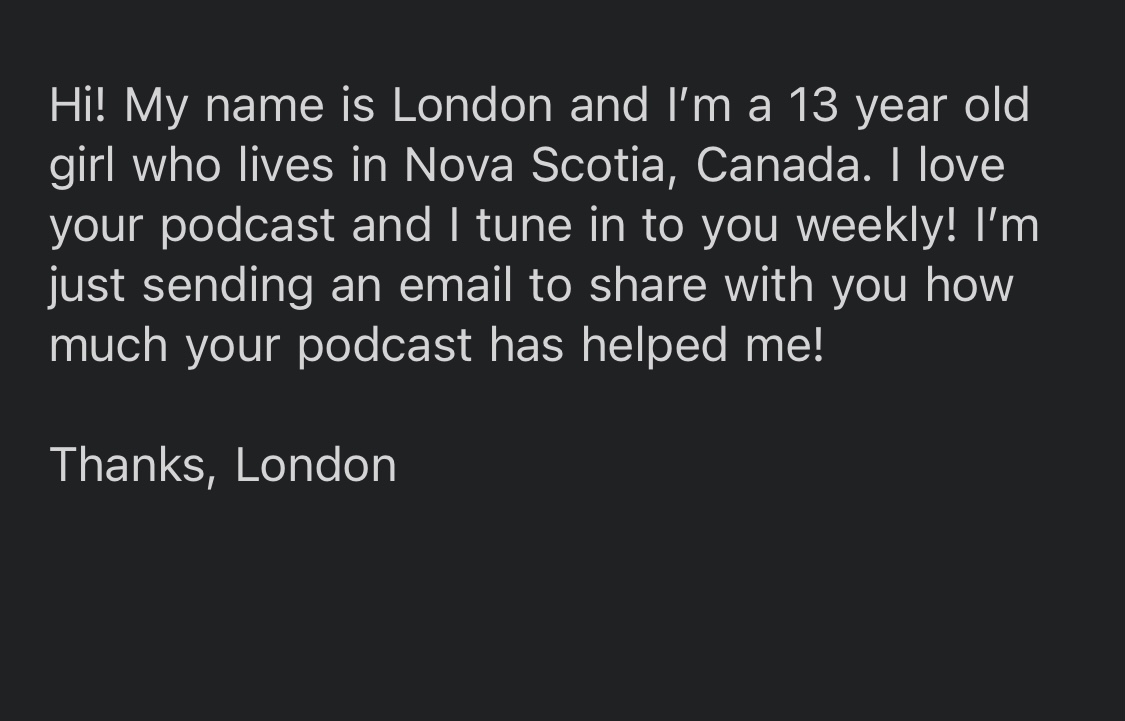 Hi! My name is London and I’m a 13 year old
girl who lives in Nova Scotia, Canada. I love
your podcast and I tune in to you weekly! I’m
just sending an email to share with you how
much your podcast has helped me!
Thanks, London